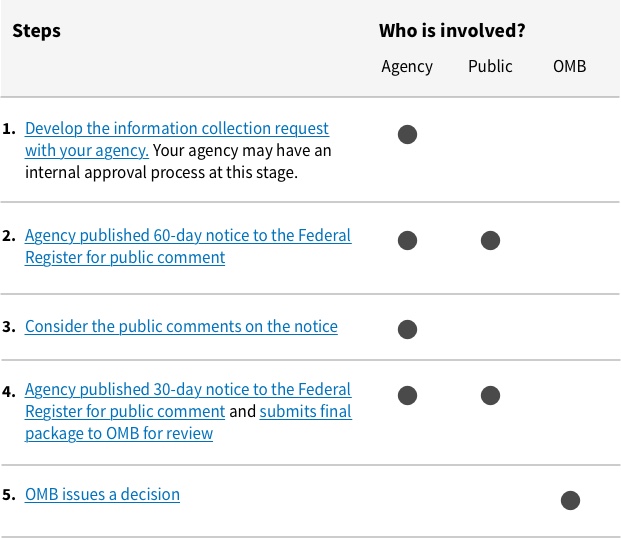 Steps
Who is involved?
Agency Public OMB
1. Develop the information collection request
with your agency. Your agency may have an
internal approval process at this stage.
2. Agency published 60-day notice to the Federal
Register for public comment
3. Consider the public comments on the notice
4. Agency published 30-day notice to the Federal
Register for public comment and submits final
package to OMB for review
5. OMB issues a decision